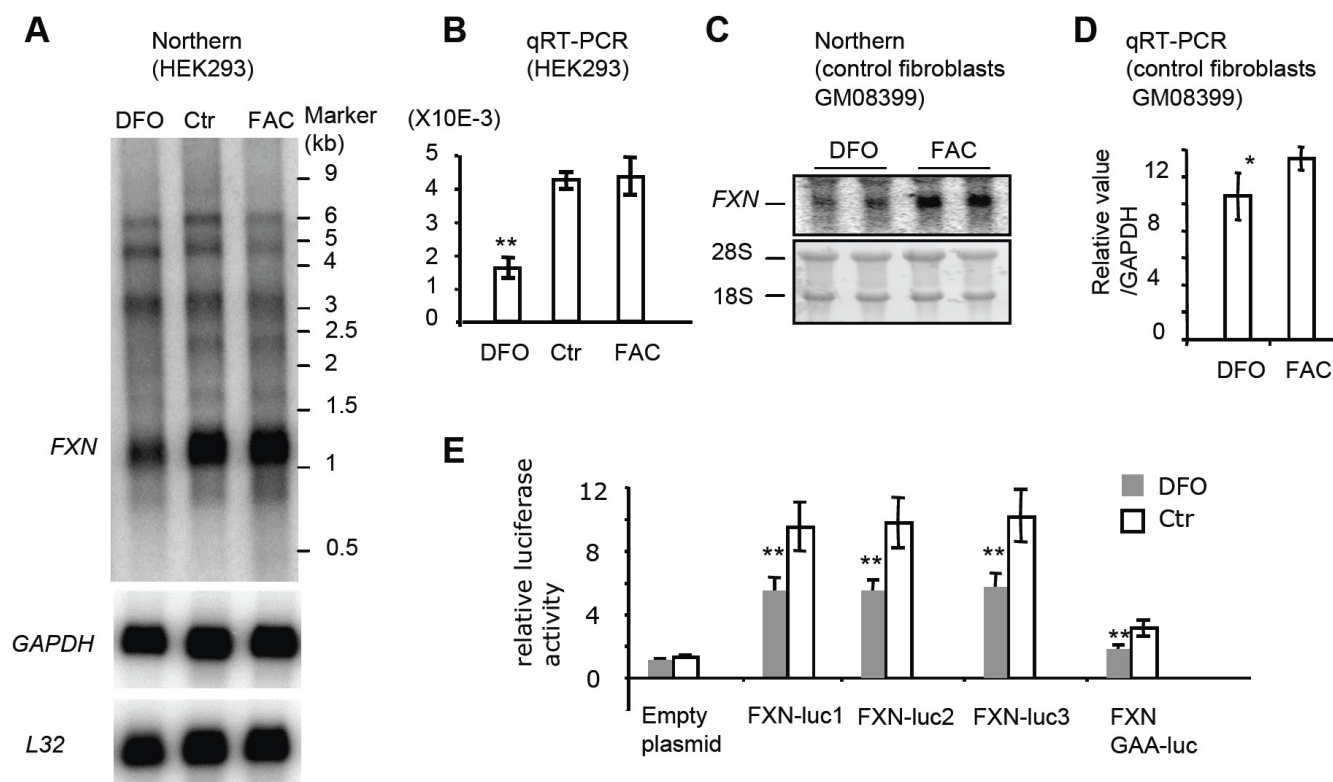 A
Northern
(HEK293)
DFO Ctr FAC
Marker
(kb)
9
6
5
4
3
2.5
2
1.5
FXN
1
0.5
GAPDH
L32
B
qRT-PCR
(HEK293)
(X10E-3)
5
4
3
2
1
0
**
DFO Ctr FAC
C
Northern
(control fibroblasts
GM08399)
DFO FAC
FXN
28S
18S
D
qRT-PCR
(control fibroblasts
GM08399)
Relative value
/GAPDH
12
8
4
0
*
DFO FAC
E
relative luciferase
activity
12
8
4
0
** ** ** **
DFO
Ctr
Empty
plasmid
FXN-luc1
FXN-luc2
FXN-luc3
FXN
GAA-luc